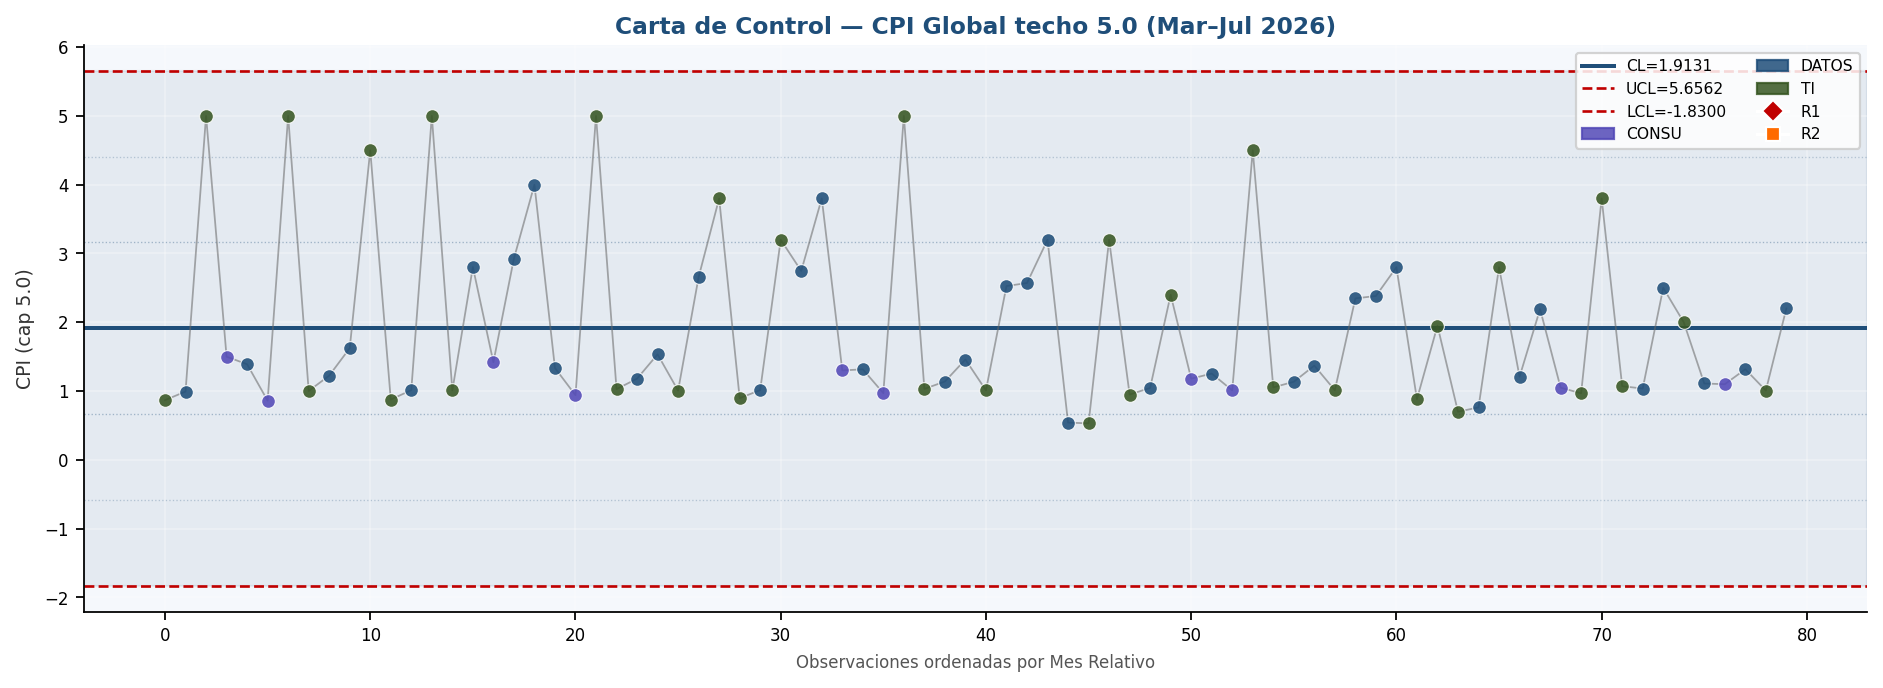 Carta de Control — CPI Global techo 5.0 (Mar–Jul 2026)
CPI (cap 5.0)
6
5
4
3
2
1
0
−1
−2
CL=1.9131
UCL=5.6562
LCL=-1.8300
CONSU
DATOS
TI
R1
R2
0 10 20 30 40 50 60 70 80
Observaciones ordenadas por Mes Relativo